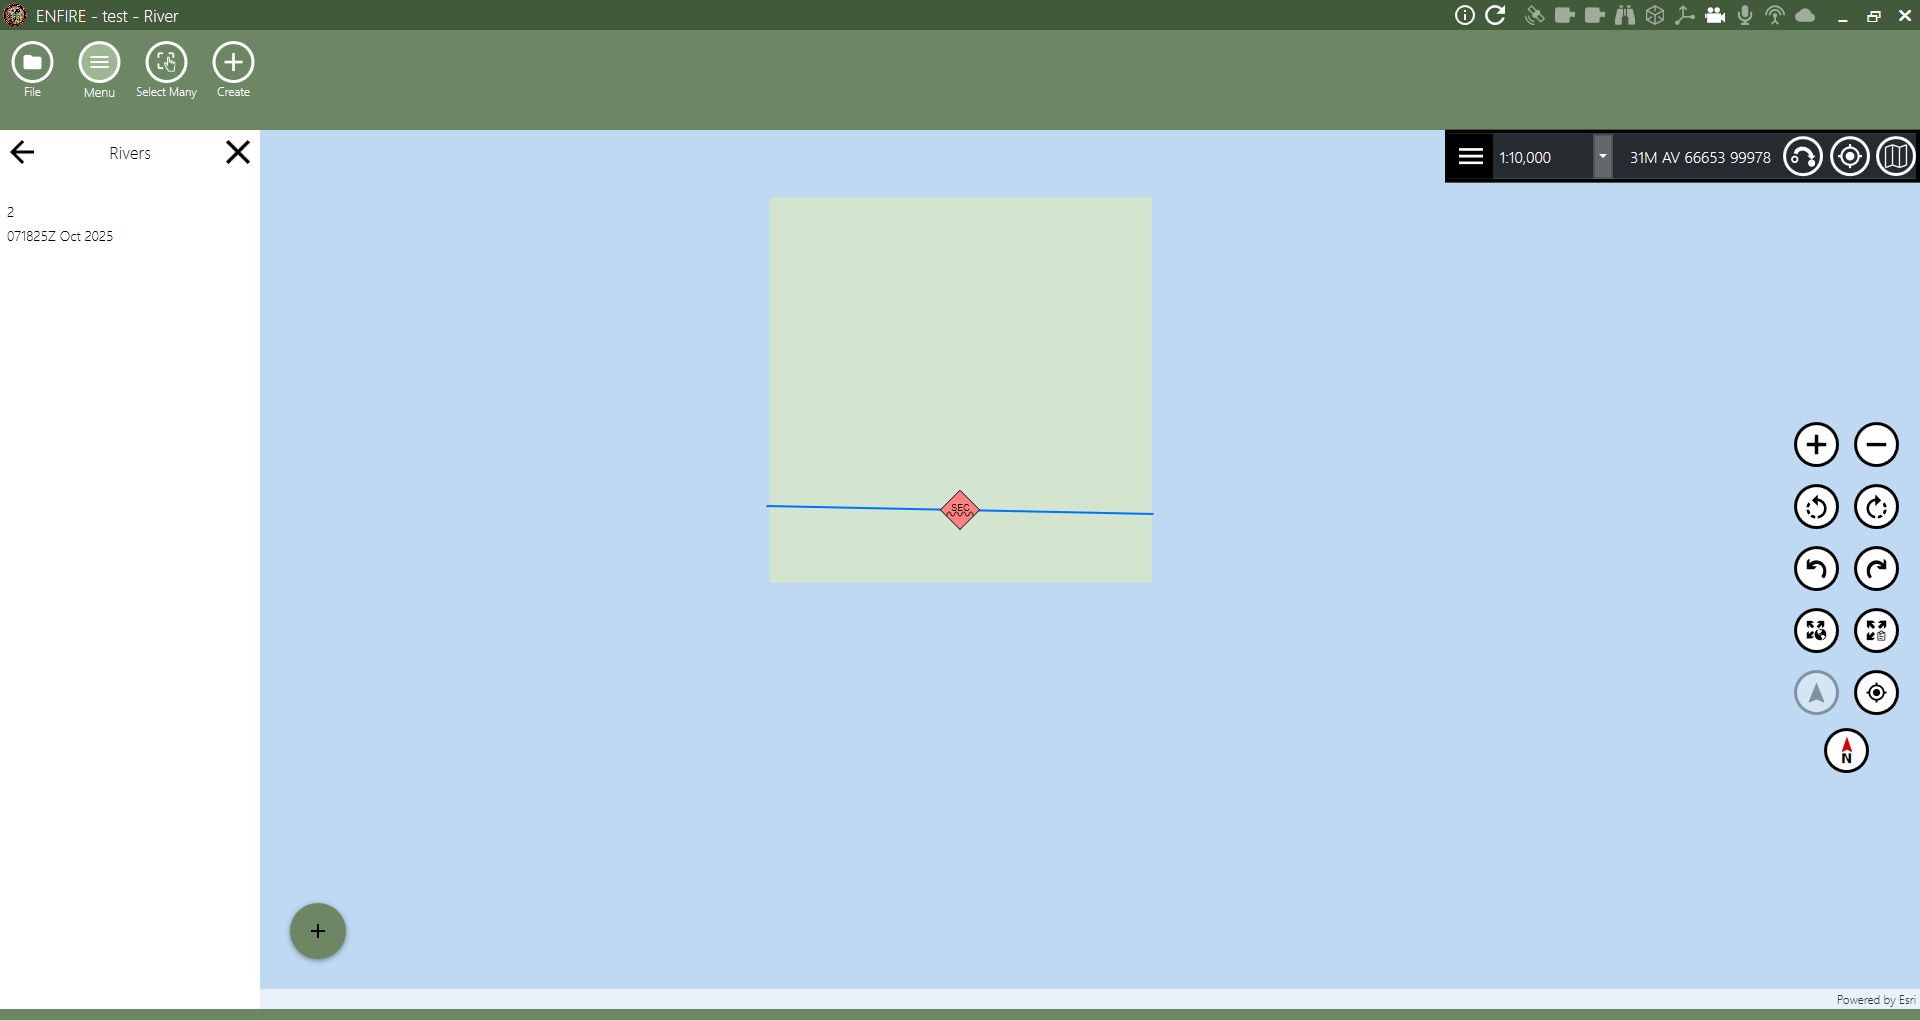 ENFIRE - test - River
File
Menu
Select Many
Create
Rivers
1:10,000
31M AV 66653 99978
2
071825Z Oct 2025
SEC
N
Powered by Esri